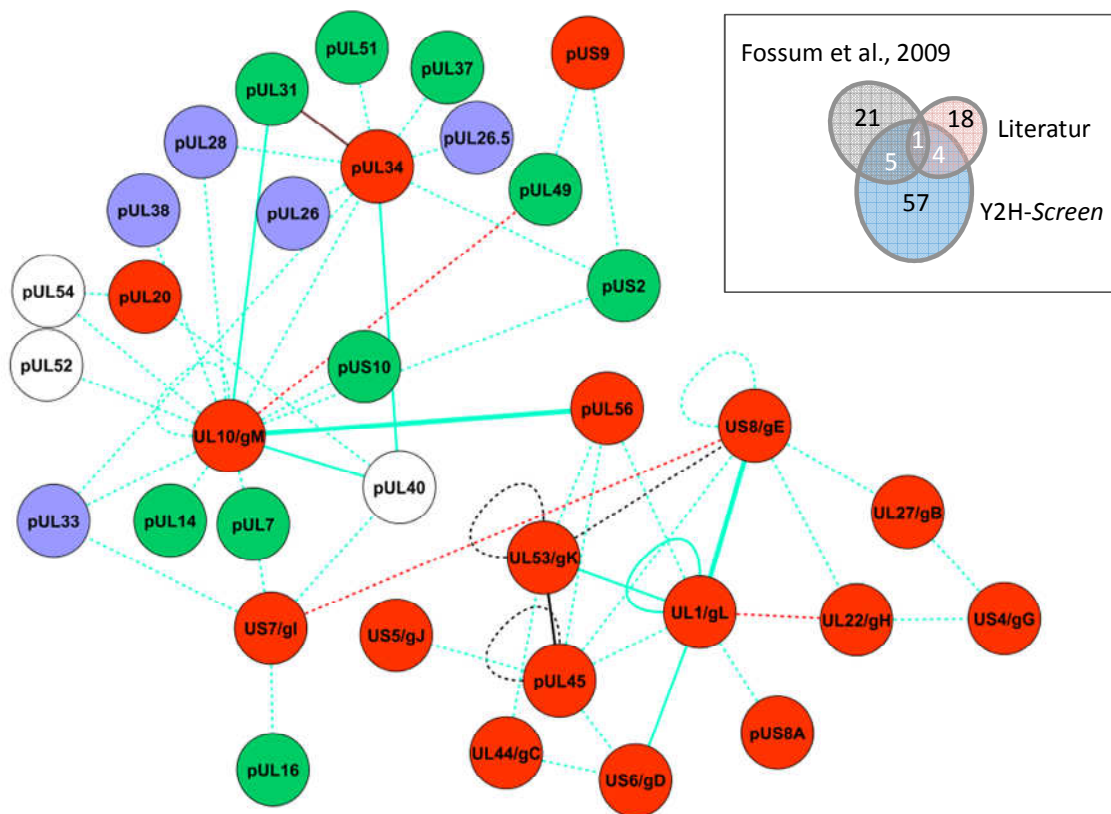 pUL51
pUS9
pUL37
pUL31
pUL28
pUL26.5
pUL34
pUL49
pUL38
pUL26
pUL54
pUL20
pUS2
pUL52
pUS10
UL10/gM
pUL56
US8/gE
pUL40
pUL33
pUL14
pUL7
UL27/gB
UL53/gK
US7/gI
US5/gJ
UL1/gL
UL22/gH
US4/gG
pUL45
pUS8A
UL44/gC
pUL16
US6/gD
Fossum et al., 2009
21
18
1
Literatur
5
4
57
Y2H-Screen